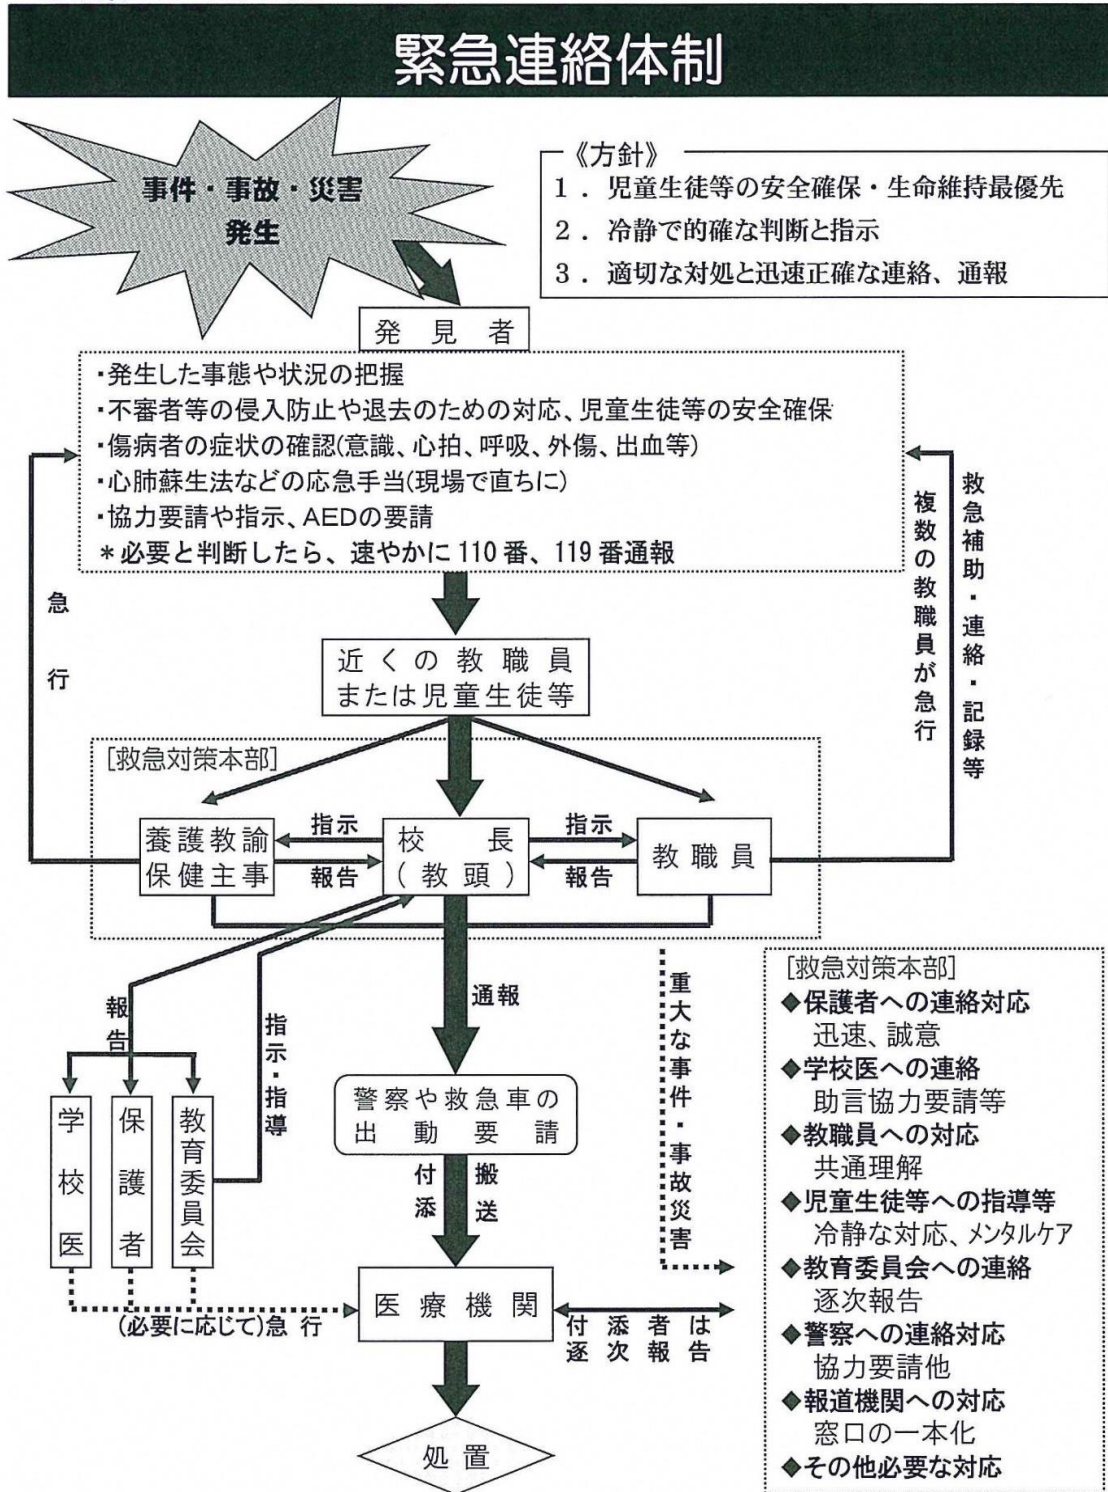 緊急連絡体制
事件・事故・災害
発生
《方針》
1．児童生徒等の安全確保・生命維持最優先
2．冷静で的確な判断と指示
3．適切な対処と迅速正確な連絡、通報
発見者
・発生した事態や状況の把握
・不審者等の侵入防止や退去のための対応、児童生徒等の安全確保
・傷病者の症状の確認(意識、心拍、呼吸、外傷、出血等)
・心肺蘇生法などの応急手当(現場で直ちに)
・協力要請や指示、AEDの要請
＊必要と判断したら、速やかに110番、119番通報
急行
複数の教職員が急行
救急補助・連絡・記録等
近くの教職員
または児童生徒等
[救急対策本部]
養護教諭
保健主事
指示
報告
校長
(教頭)
指示
報告
教職員
報告
指示・指導
通報
重大な事件・事故災害
学校医
保護者
教育委員会
警察や救急車の
出動要請
付添
搬送
(必要に応じて)急行
医療機関
付添者は
逐次報告
処置
[救急対策本部]
◆保護者への連絡対応
迅速、誠意
◆学校医への連絡
助言協力要請等
◆教職員への対応
共通理解
◆児童生徒等への指導等
冷静な対応、メンタルケア
◆教育委員会への連絡
逐次報告
◆警察への連絡対応
協力要請他
◆報道機関への対応
窓口の一本化
◆その他必要な対応